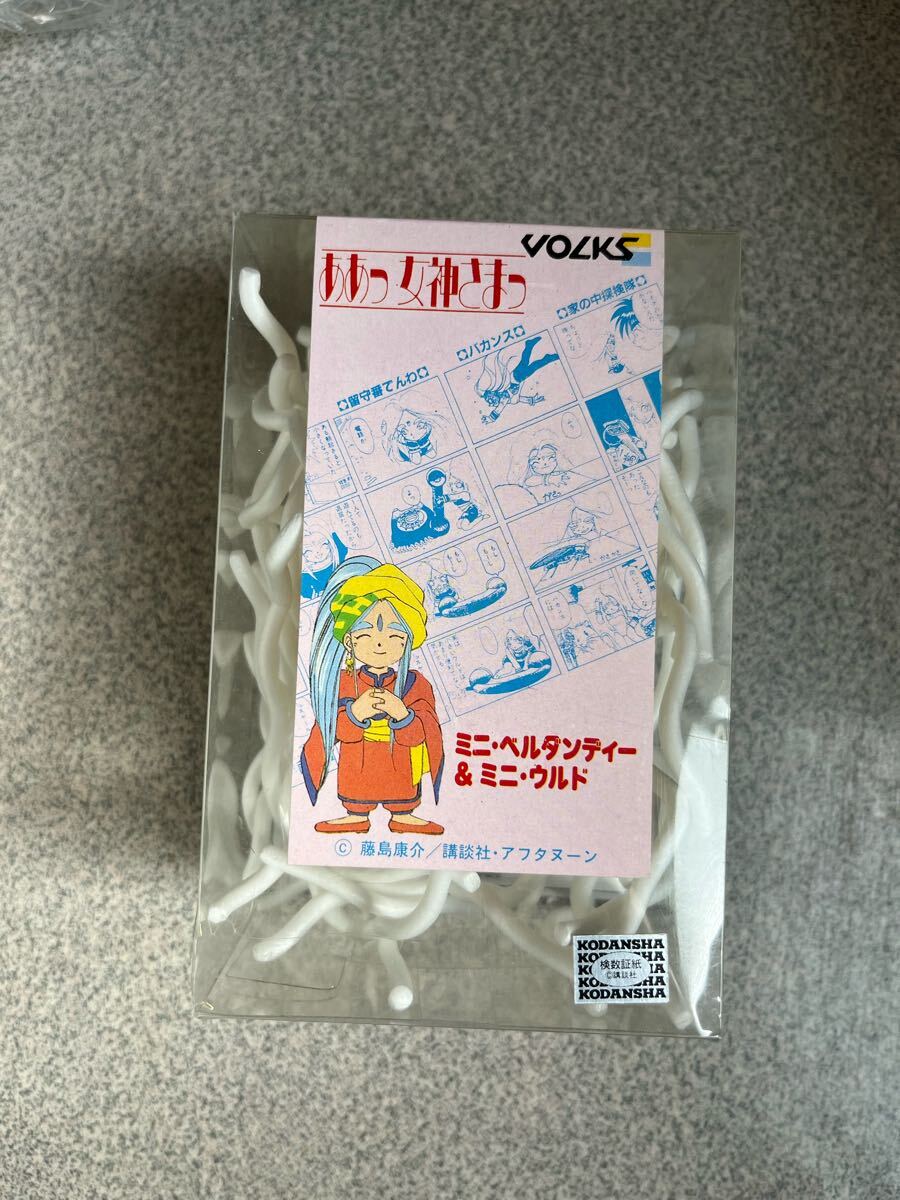 VOLKS
ああっ女神さまっ
家の中探検隊
バカンス
留守番でんわ
ミニ・ベルダンディー
& ミニ・ウルド
© 藤島康介／講談社・アフタヌーン
KODANSHA
検数証紙
©講談社
KODANSHA